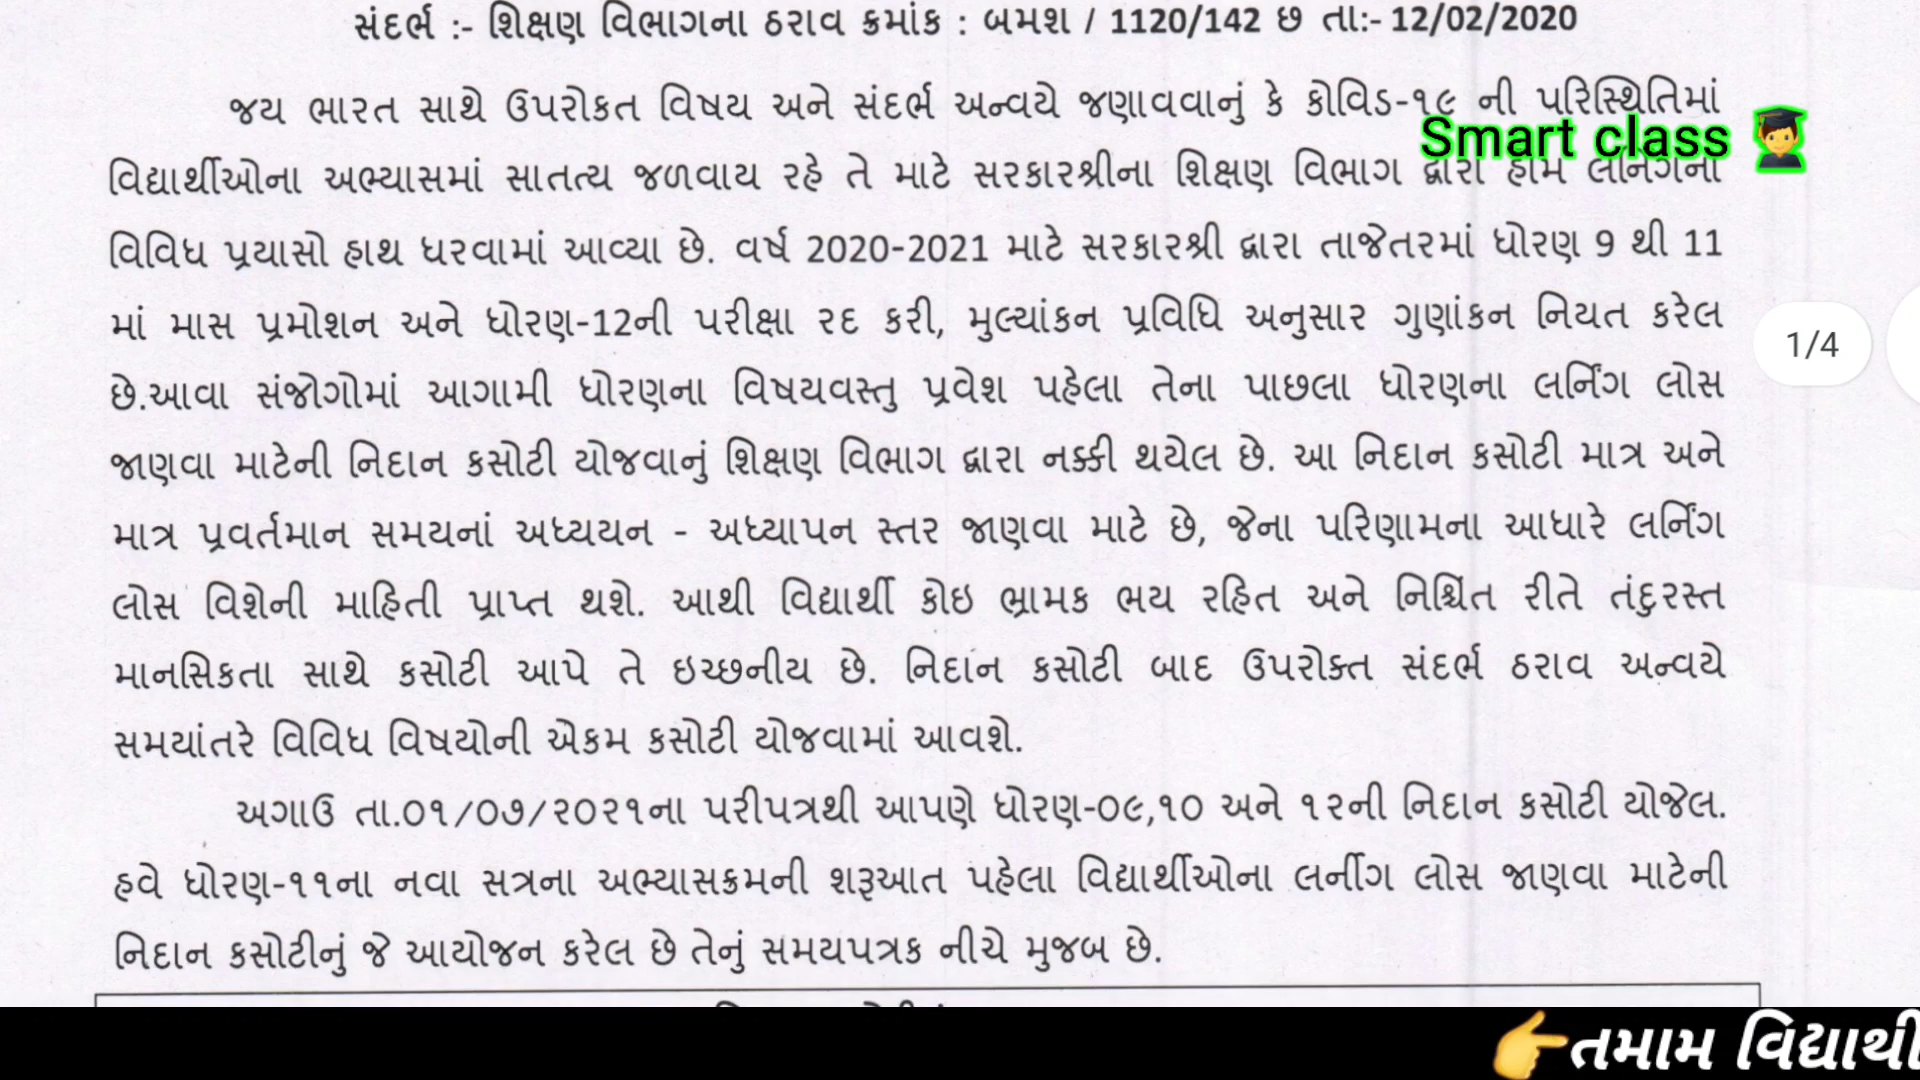 સંદર્ભ :- શિક્ષણ વિભાગના ઠરાવ ક્રમાંક : બમશ / 1120/142 છ તા:- 12/02/2020
જય ભારત સાથે ઉપરોકત વિષય અને સંદર્ભ અન્વયે જણાવવાનું કે કોવિડ-૧૯ ની પરિસ્થિતિમાં
Smart class
વિદ્યાર્થીઓના અભ્યાસમાં સાતત્ય જળવાય રહે તે માટે સરકારશ્રીના શિક્ષણ વિભાગ દ્વારા હોમ લર્નિંગના
વિવિધ પ્રયાસો હાથ ધરવામાં આવ્યા છે. વર્ષ 2020-2021 માટે સરકારશ્રી દ્વારા તાજેતરમાં ધોરણ 9 થી 11
માં માસ પ્રમોશન અને ધોરણ-12ની પરીક્ષા રદ કરી, મુલ્યાંકન પ્રવિધિ અનુસાર ગુણાંકન નિયત કરેલ
1/4
છે.આવા સંજોગોમાં આગામી ધોરણના વિષયવસ્તુ પ્રવેશ પહેલા તેના પાછલા ધોરણના લર્નિંગ લોસ
જાણવા માટેની નિદાન કસોટી યોજવાનું શિક્ષણ વિભાગ દ્વારા નક્કી થયેલ છે. આ નિદાન કસોટી માત્ર અને
માત્ર પ્રવર્તમાન સમયનાં અધ્યયન - અધ્યાપન સ્તર જાણવા માટે છે, જેના પરિણામના આધારે લર્નિંગ
લોસ વિશેની માહિતી પ્રાપ્ત થશે. આથી વિદ્યાર્થી કોઇ ભ્રામક ભય રહિત અને નિશ્ચિંત રીતે તંદુરસ્ત
માનસિકતા સાથે કસોટી આપે તે ઇચ્છનીય છે. નિદાન કસોટી બાદ ઉપરોક્ત સંદર્ભ ઠરાવ અન્વયે
સમયાંતરે વિવિધ વિષયોની એકમ કસોટી યોજવામાં આવશે.
અગાઉ તા.૦૧/૦૭/૨૦૨૧ના પરીપત્રથી આપણે ધોરણ-૦૯,૧૦ અને ૧૨ની નિદાન કસોટી યોજેલ.
હવે ધોરણ-૧૧ના નવા સત્રના અભ્યાસક્રમની શરૂઆત પહેલા વિદ્યાર્થીઓના લર્નીગ લોસ જાણવા માટેની
નિદાન કસોટીનું જે આયોજન કરેલ છે તેનું સમયપત્રક નીચે મુજબ છે.
તમામ વિદ્યાર્થી